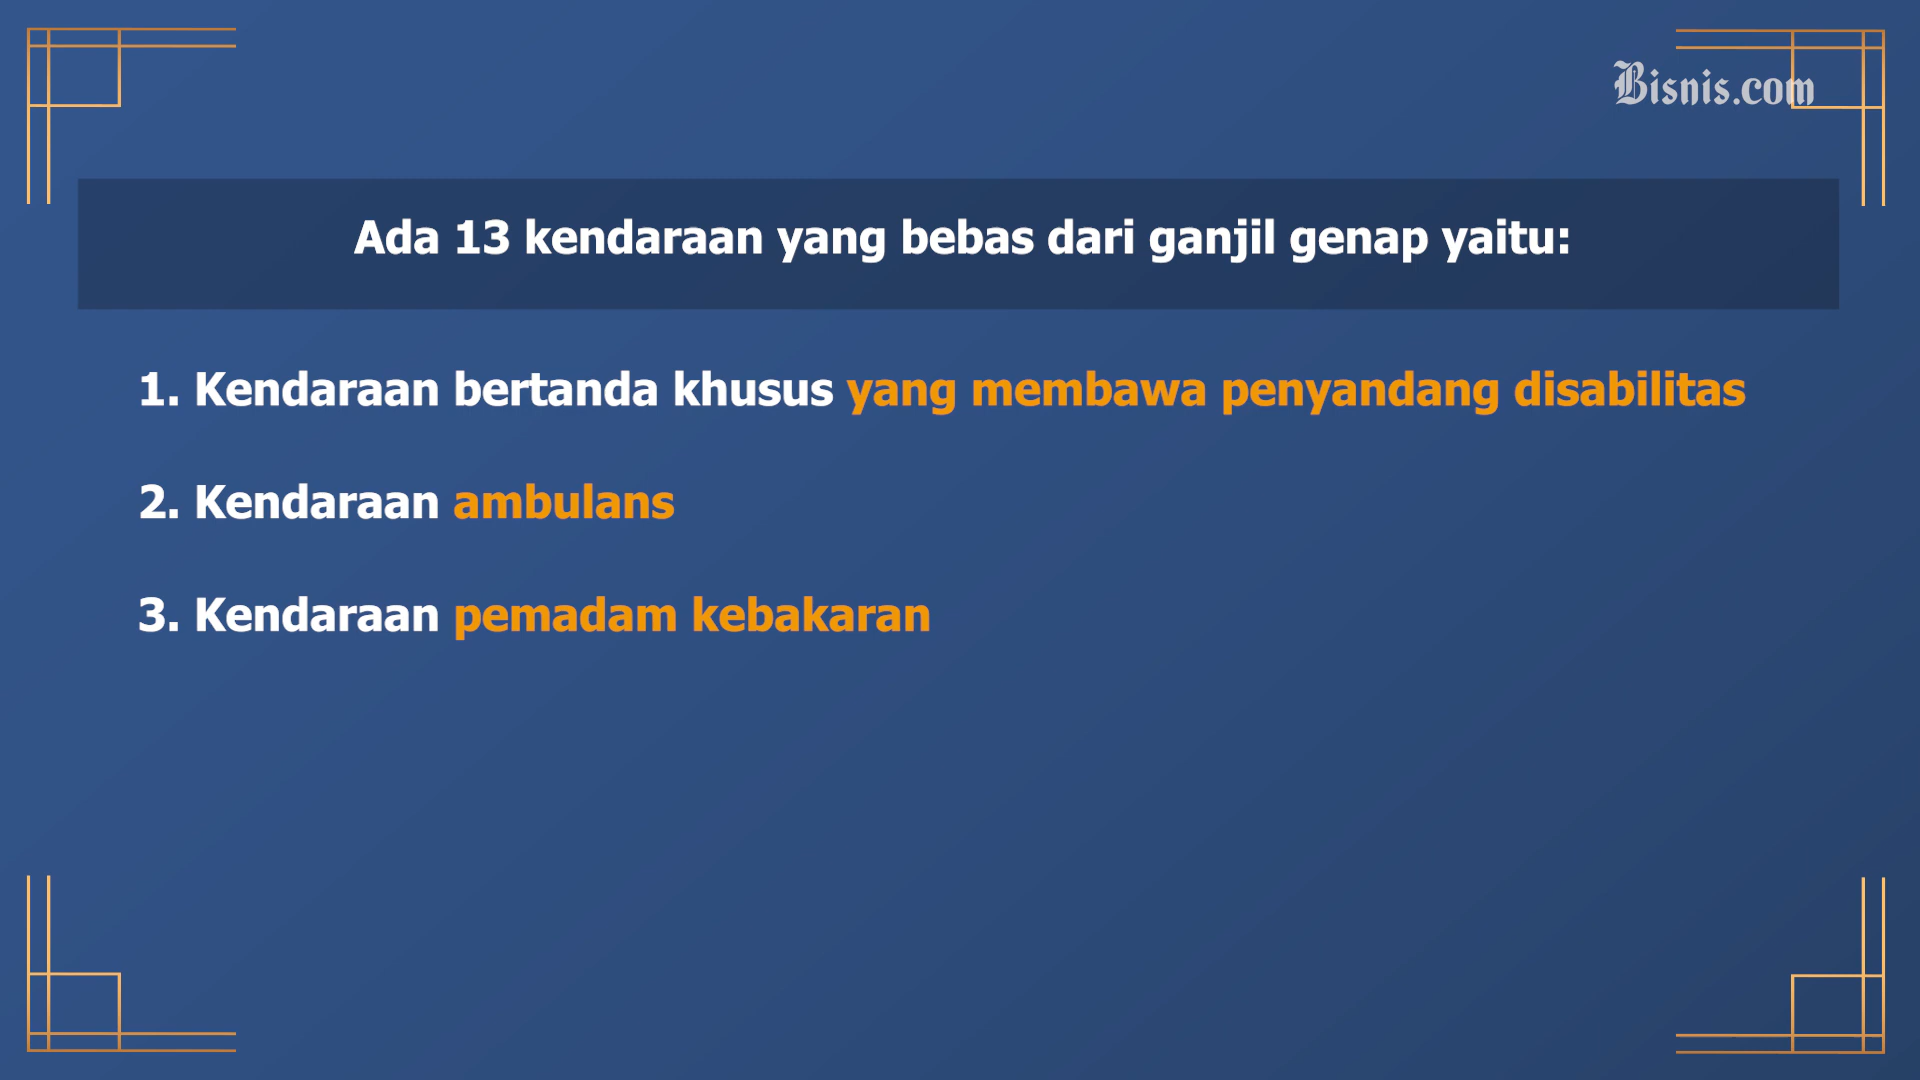 Bisnis.com
Ada 13 kendaraan yang bebas dari ganjil genap yaitu:
1. Kendaraan bertanda khusus yang membawa penyandang disabilitas
2. Kendaraan ambulans
3. Kendaraan pemadam kebakaran